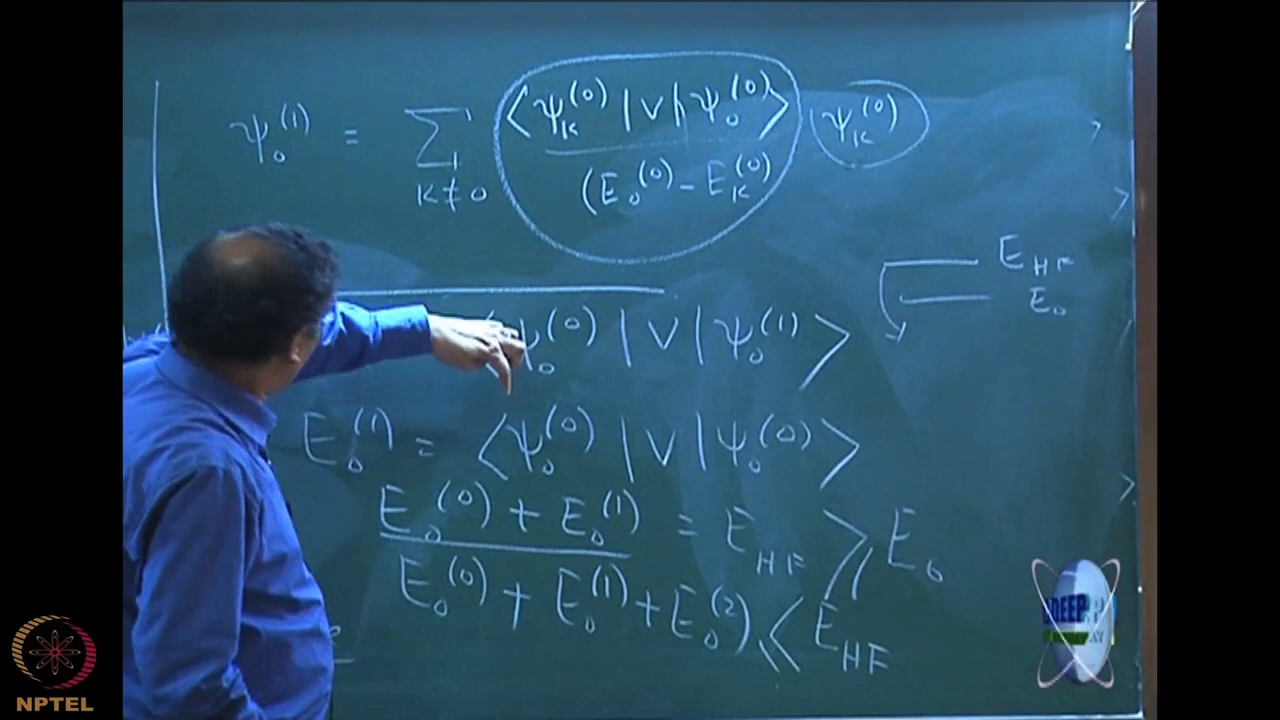 ψ₀⁽¹⁾ = Σ_{K≠0} ⟨ψ_K⁽⁰⁾|V|ψ₀⁽⁰⁾⟩ / (E₀⁽⁰⁾ − E_K⁽⁰⁾) ψ_K⁽⁰⁾
E_HF
E₀
ψ₀⁽⁰⁾ | V | ψ₀⁽¹⁾ ⟩
E₀⁽¹⁾ = ⟨ ψ₀⁽⁰⁾ | V | ψ₀⁽⁰⁾ ⟩
E₀⁽⁰⁾ + E₀⁽¹⁾ = E_HF ⩾ E₀
E₀⁽⁰⁾ + E₀⁽¹⁾ + E₀⁽²⁾ ⩽ E_HF
NPTEL